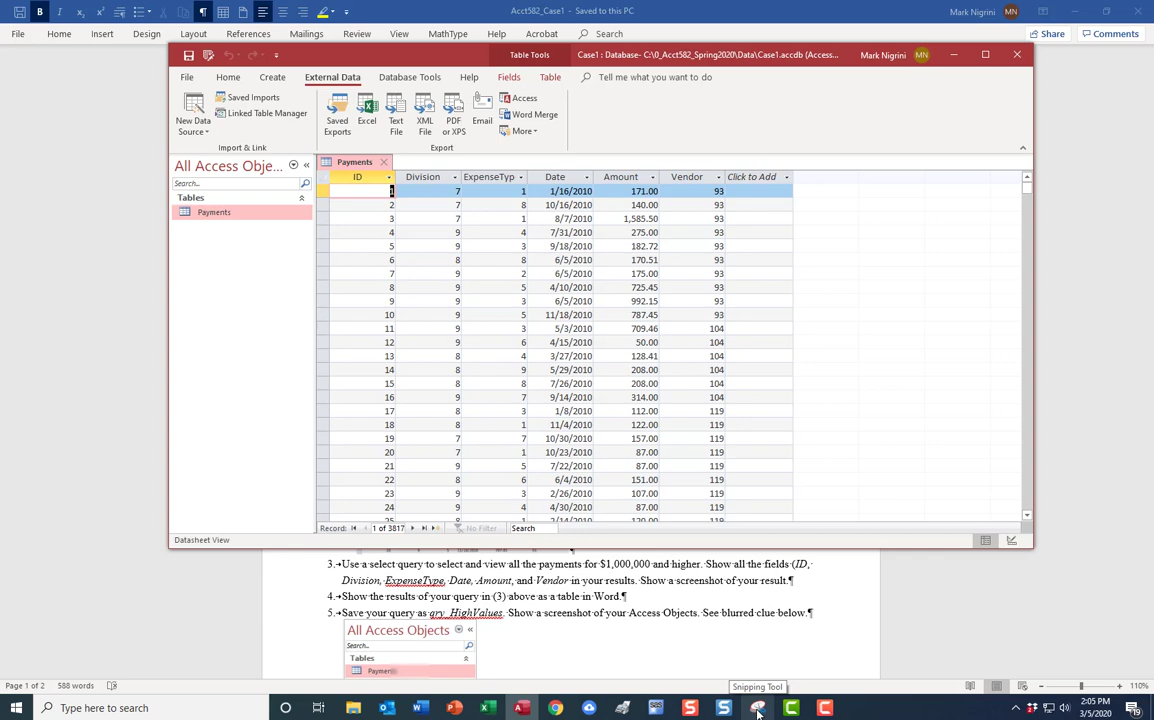 Acct582_Case1 - Saved to this PC
Mark Nigrini MN
File Home Insert Design Layout References Mailings Review View MathType Help Acrobat Search Share Comments
Table Tools Case1 : Database- C:\0_Acct582_Spring2020\Data\Case1.accdb (Access... Mark Nigrini MN
File Home Create External Data Database Tools Help Fields Table Tell me what you want to do
New Data Source
Saved Imports
Linked Table Manager
Import & Link
Saved Exports
Excel
Text File
XML File
PDF or XPS
Email
Access
Word Merge
More
Export
All Access Obje...
Search...
Tables
Payments
Payments
ID Division ExpenseTyp Date Amount Vendor Click to Add
1 7 1 1/16/2010 171.00 93
2 7 8 10/16/2010 140.00 93
3 7 1 8/7/2010 1,585.50 93
4 9 4 7/31/2010 275.00 93
5 9 3 9/18/2010 182.72 93
6 8 8 6/5/2010 170.51 93
7 9 2 6/5/2010 175.00 93
8 9 5 4/10/2010 725.45 93
9 9 3 6/5/2010 992.15 93
10 9 5 11/18/2010 787.45 93
11 9 3 5/3/2010 709.46 104
12 9 6 4/15/2010 50.00 104
13 8 4 3/27/2010 128.41 104
14 8 9 5/29/2010 208.00 104
15 8 8 7/26/2010 208.00 104
16 9 7 9/14/2010 314.00 104
17 8 3 1/8/2010 112.00 119
18 8 1 11/4/2010 122.00 119
19 7 7 10/30/2010 157.00 119
20 7 1 10/23/2010 87.00 119
21 9 5 7/22/2010 87.00 119
22 8 6 6/4/2010 151.00 119
23 9 3 2/26/2010 107.00 119
24 9 4 4/30/2010 87.00 119
25 8 1 2/14/2010 120.00 119
Record: 1 of 3817 No Filter Search
Datasheet View
3. Use a select query to select and view all the payments for $1,000,000 and higher. Show all the fields (ID,
Division, ExpenseType, Date, Amount, and Vendor in your results. Show a screenshot of your result.¶
4. Show the results of your query in (3) above as a table in Word.¶
5. Save your query as qry_HighValues. Show a screenshot of your Access Objects. See blurred clue below.¶
All Access Objects
Search...
Tables
Snipping Tool
Page 1 of 2 588 words 110%
Type here to search
2:05 PM
3/5/2020
19